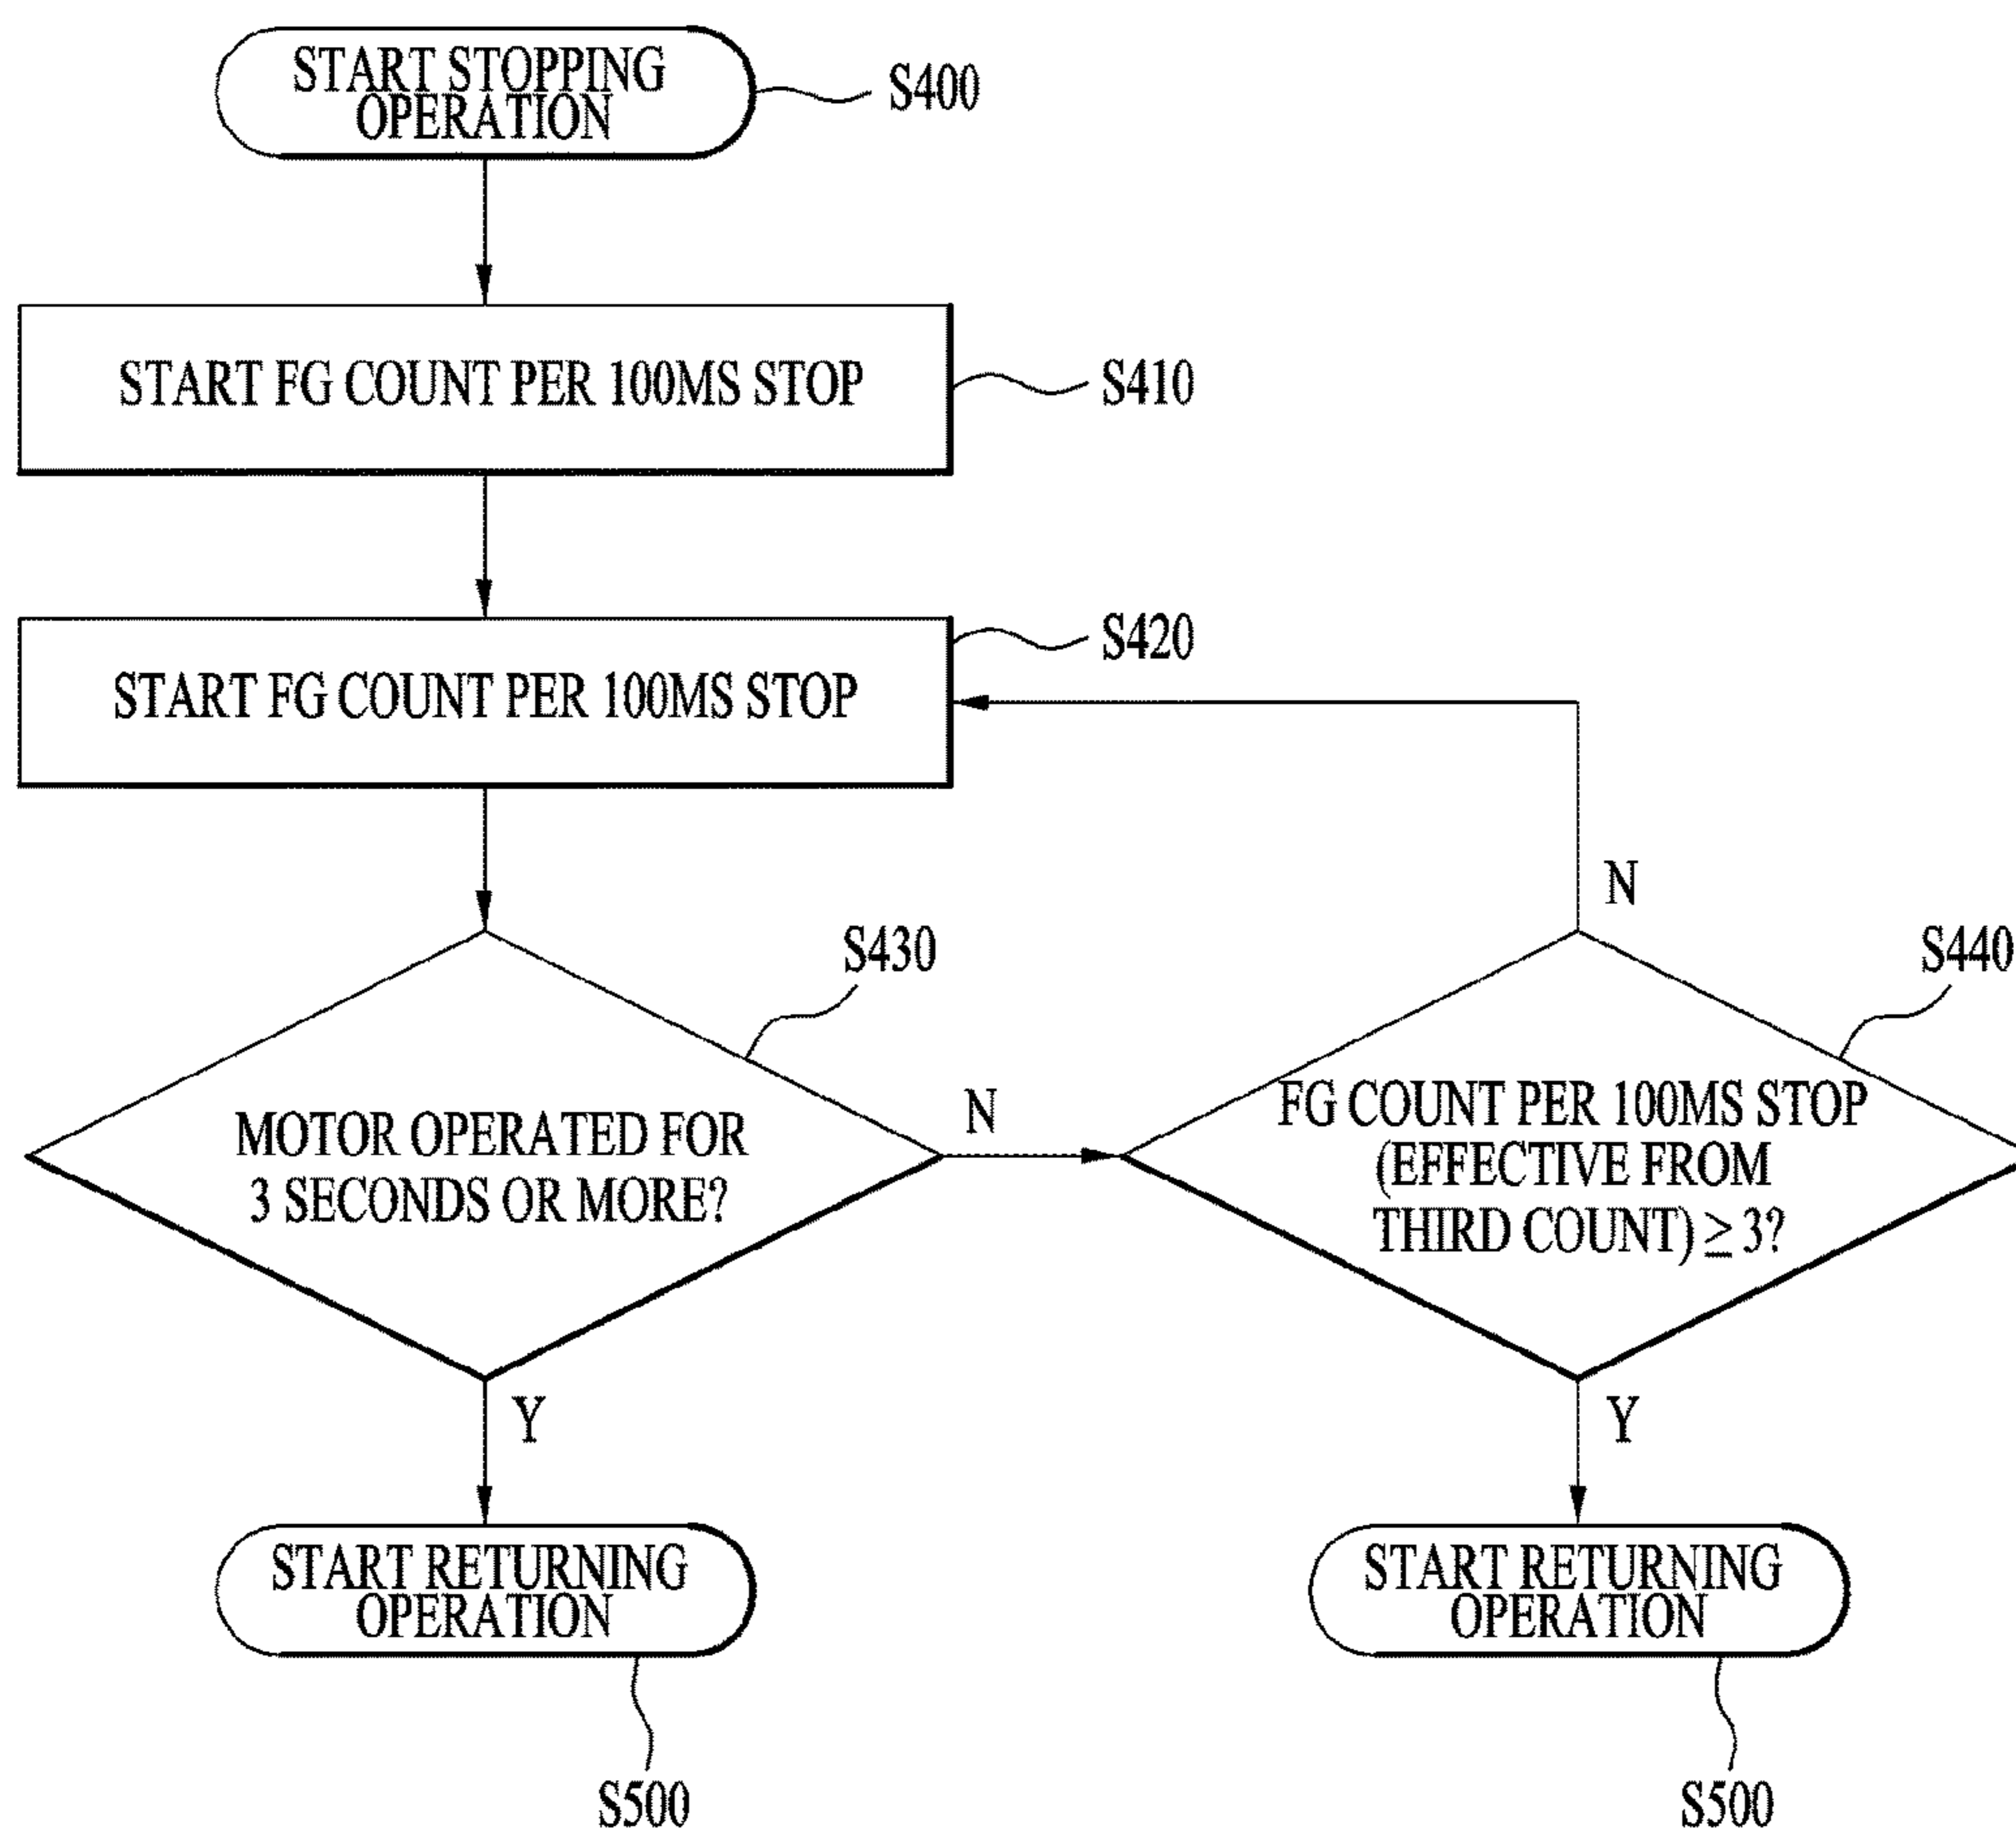 START STOPPING
OPERATION
S400
START FG COUNT PER 100MS STOP
S410
START FG COUNT PER 100MS STOP
S420
MOTOR OPERATED FOR
3 SECONDS OR MORE?
S430
N
Y
FG COUNT PER 100MS STOP
(EFFECTIVE FROM
THIRD COUNT) ≥ 3?
S440
N
Y
START RETURNING
OPERATION
S500
START RETURNING
OPERATION
S500